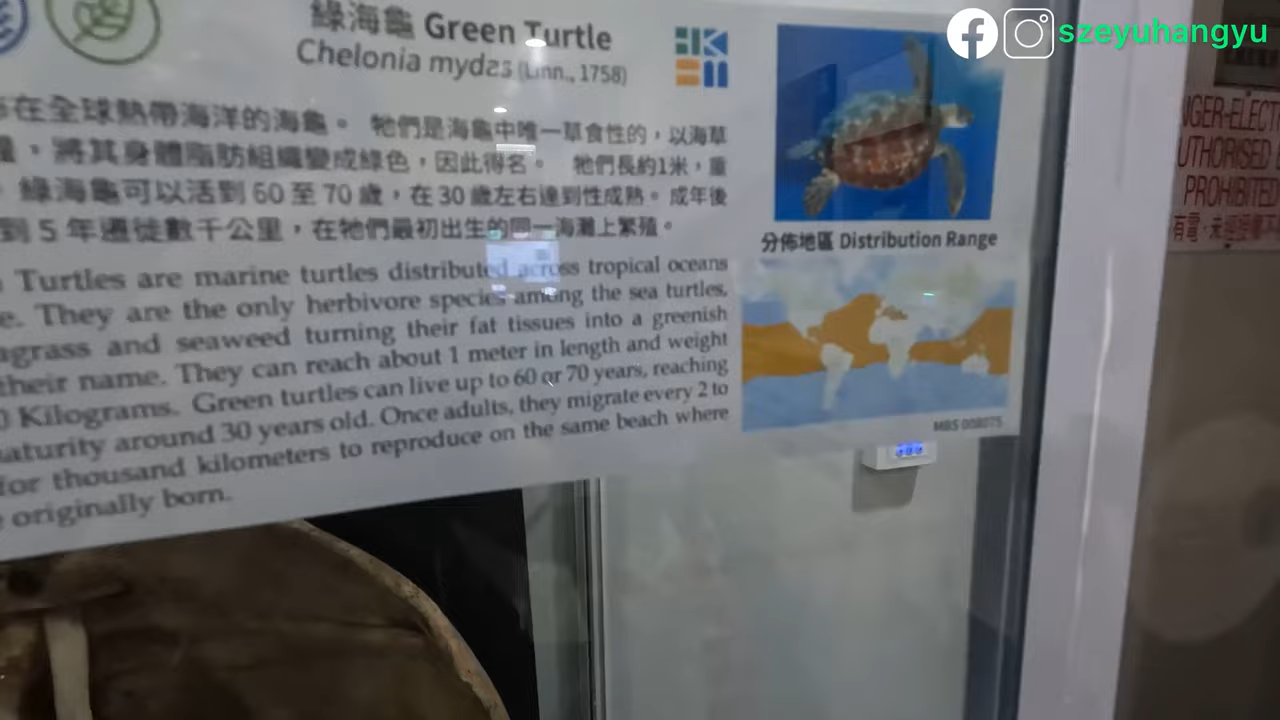 szeyuhangyu
綠海龜 Green Turtle
Chelonia mydas (Linn., 1758)
在全球熱帶海洋的海龜。 牠們是海龜中唯一草食性的，以海草
，將其身體脂肪組織變成綠色，因此得名。 牠們長約1米，重
綠海龜可以活到 60 至 70 歲，在 30 歲左右達到性成熟。成年後
到 5 年遷徙數千公里，在牠們最初出生的同一海灘上繁殖。
Turtles are marine turtles distributed across tropical oceans
e. They are the only herbivore species among the sea turtles,
agrass and seaweed turning their fat tissues into a greenish
their name. They can reach about 1 meter in length and weight
0 Kilograms. Green turtles can live up to 60 or 70 years, reaching
aturity around 30 years old. Once adults, they migrate every 2 to
for thousand kilometers to reproduce on the same beach where
originally born.
分佈地區 Distribution Range
MBS 008075
NGER-ELECT
UTHORISED
PROHIBITED